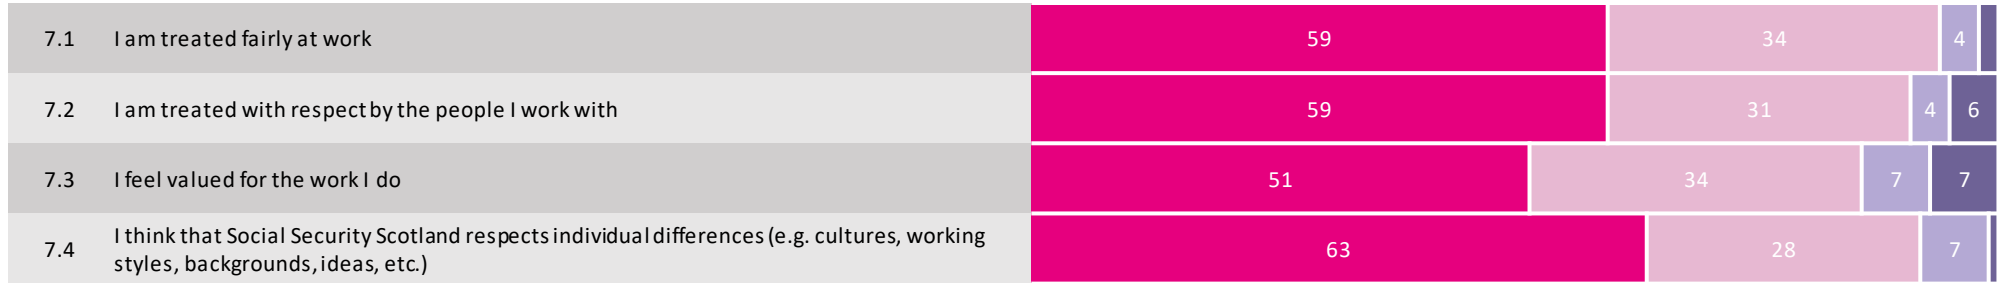 7.1 I am treated fairly at work 59 34 4
7.2 I am treated with respect by the people I work with 59 31 4 6
7.3 I feel valued for the work I do 51 34 7 7
7.4 I think that Social Security Scotland respects individual differences (e.g. cultures, working
styles, backgrounds, ideas, etc.) 63 28 7